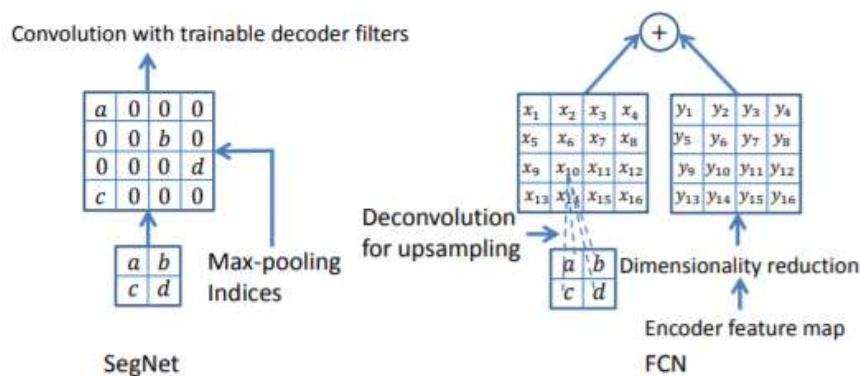 Convolution with trainable decoder filters
a 0 0 0
0 0 b 0
0 0 0 d
c 0 0 0
a b
c d
Max-pooling
Indices
SegNet
+
x₁ x₂ x₃ x₄
x₅ x₆ x₇ x₈
x₉ x₁₀ x₁₁ x₁₂
x₁₃ x₁₄ x₁₅ x₁₆
y₁ y₂ y₃ y₄
y₅ y₆ y₇ y₈
y₉ y₁₀ y₁₁ y₁₂
y₁₃ y₁₄ y₁₅ y₁₆
Deconvolution
for upsampling
a b
c d
Dimensionality reduction
Encoder feature map
FCN